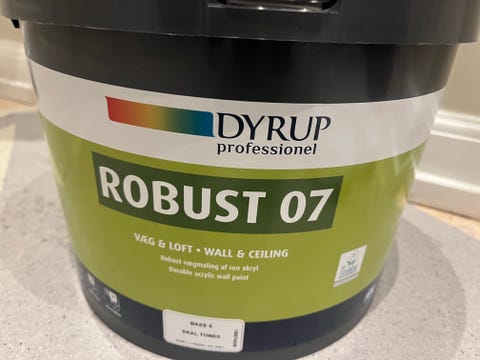 DYRUP
professionel
ROBUST 07
VÆG & LOFT • WALL & CEILING
Robust vægmaling af ren akryl
Durable acrylic wall paint
BASE 6
SKAL TONES